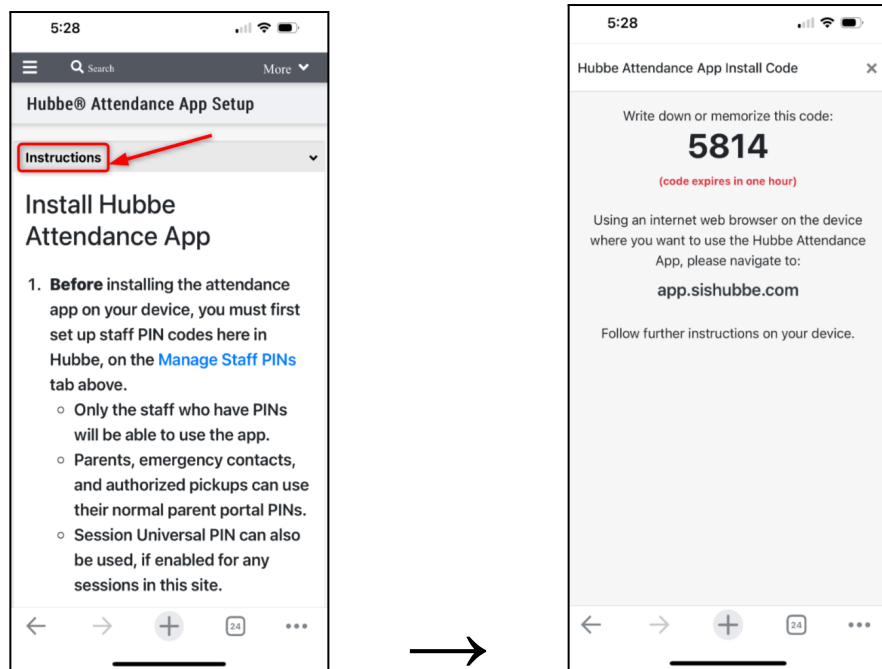 5:28
Search
More
Hubbe® Attendance App Setup
Instructions
Install Hubbe
Attendance App
1. Before installing the attendance
app on your device, you must first
set up staff PIN codes here in
Hubbe, on the Manage Staff PINs
tab above.
Only the staff who have PINs
will be able to use the app.
Parents, emergency contacts,
and authorized pickups can use
their normal parent portal PINs.
Session Universal PIN can also
be used, if enabled for any
sessions in this site.
24
5:28
Hubbe Attendance App Install Code
Write down or memorize this code:
5814
(code expires in one hour)
Using an internet web browser on the device
where you want to use the Hubbe Attendance
App, please navigate to:
app.sishubbe.com
Follow further instructions on your device.
24